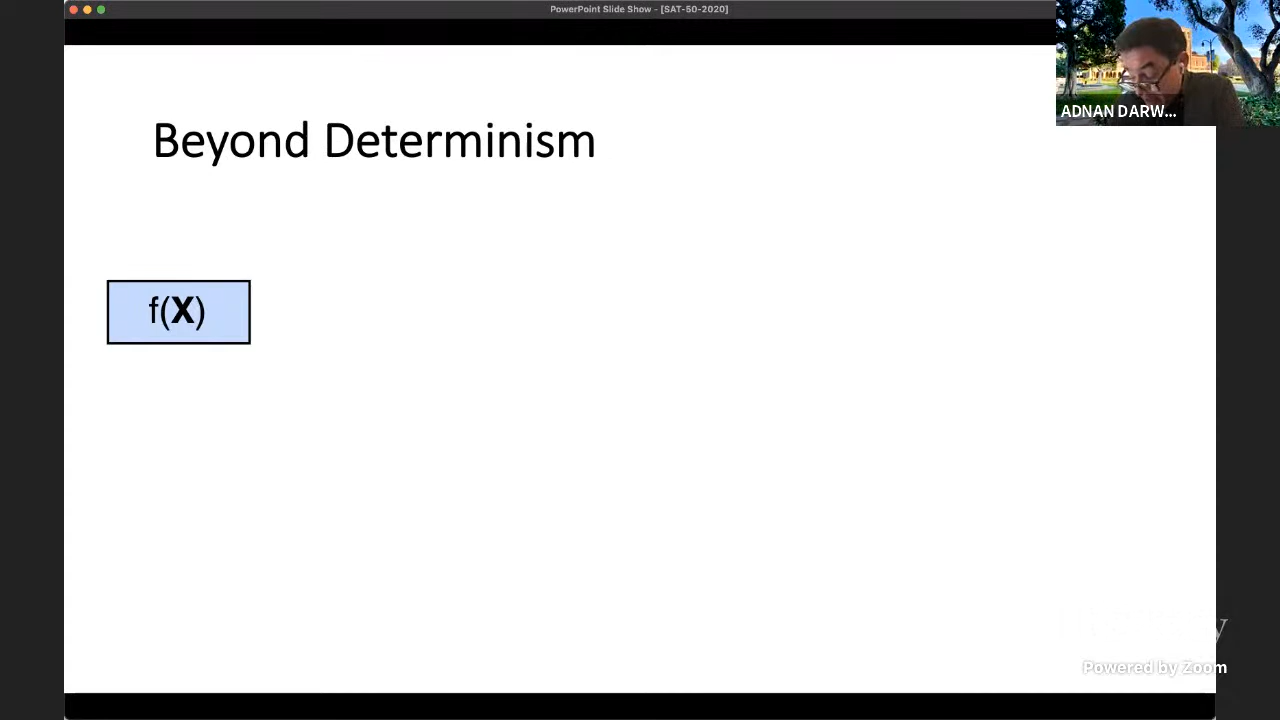 PowerPoint Slide Show - [SAT-50-2020]
ADNAN DARW...
Beyond Determinism
f(X)
Powered by Zoom